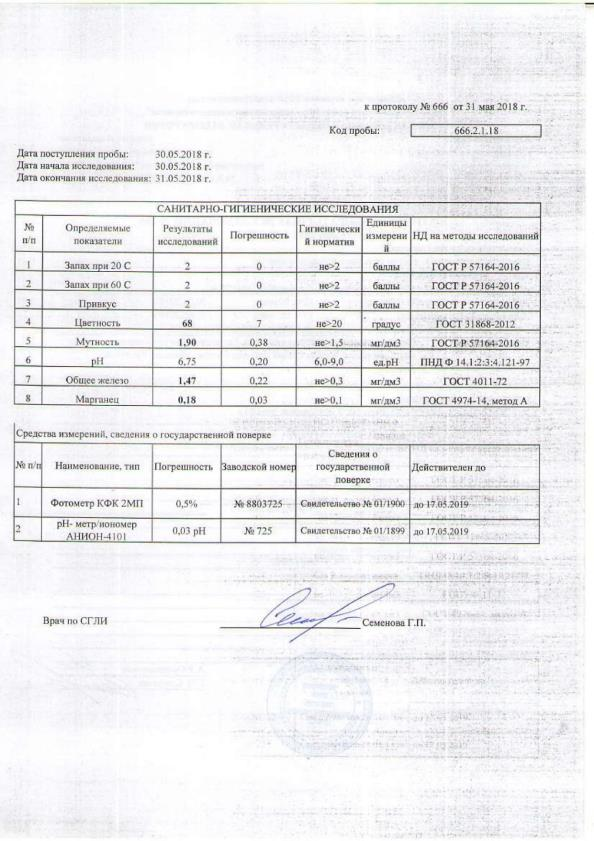 к протоколу № 666 от 31 мая 2018 г.
Код пробы: 666.2.1.18
Дата поступления пробы: 30.05.2018 г.
Дата начала исследования: 30.05.2018 г.
Дата окончания исследования: 31.05.2018 г.
САНИТАРНО-ГИГИЕНИЧЕСКИЕ ИССЛЕДОВАНИЯ
№ п/п Определяемые показатели Результаты исследований Погрешность Гигиенически й норматив Единицы измерени й НД на методы исследований
1 Запах при 20 С 2 0 не>2 баллы ГОСТ Р 57164-2016
2 Запах при 60 С 2 0 не>2 баллы ГОСТ Р 57164-2016
3 Привкус 2 0 не>2 баллы ГОСТ Р 57164-2016
4 Цветность 68 7 не>20 градус ГОСТ 31868-2012
5 Мутность 1,90 0,38 не>1,5 мг/дм3 ГОСТ Р 57164-2016
6 pH 6,75 0,20 6,0-9,0 ед.pH ПНД Ф 14.1:2:3:4.121-97
7 Общее железо 1,47 0,22 не>0,3 мг/дм3 ГОСТ 4011-72
8 Марганец 0,18 0,03 не>0,1 мг/дм3 ГОСТ 4974-14, метод А
Средства измерений, сведения о государственной поверке
№ п/п Наименование, тип Погрешность Заводской номер Сведения о государственной поверке Действителен до
1 Фотометр КФК 2МП 0,5% № 8803725 Свидетельство № 01/1900 до 17.05.2019
2 pH- метр/иономер АНИОН-4101 0,03 pH № 725 Свидетельство № 01/1899 до 17.05.2019
Врач по СГЛИ Семенова Г.П.